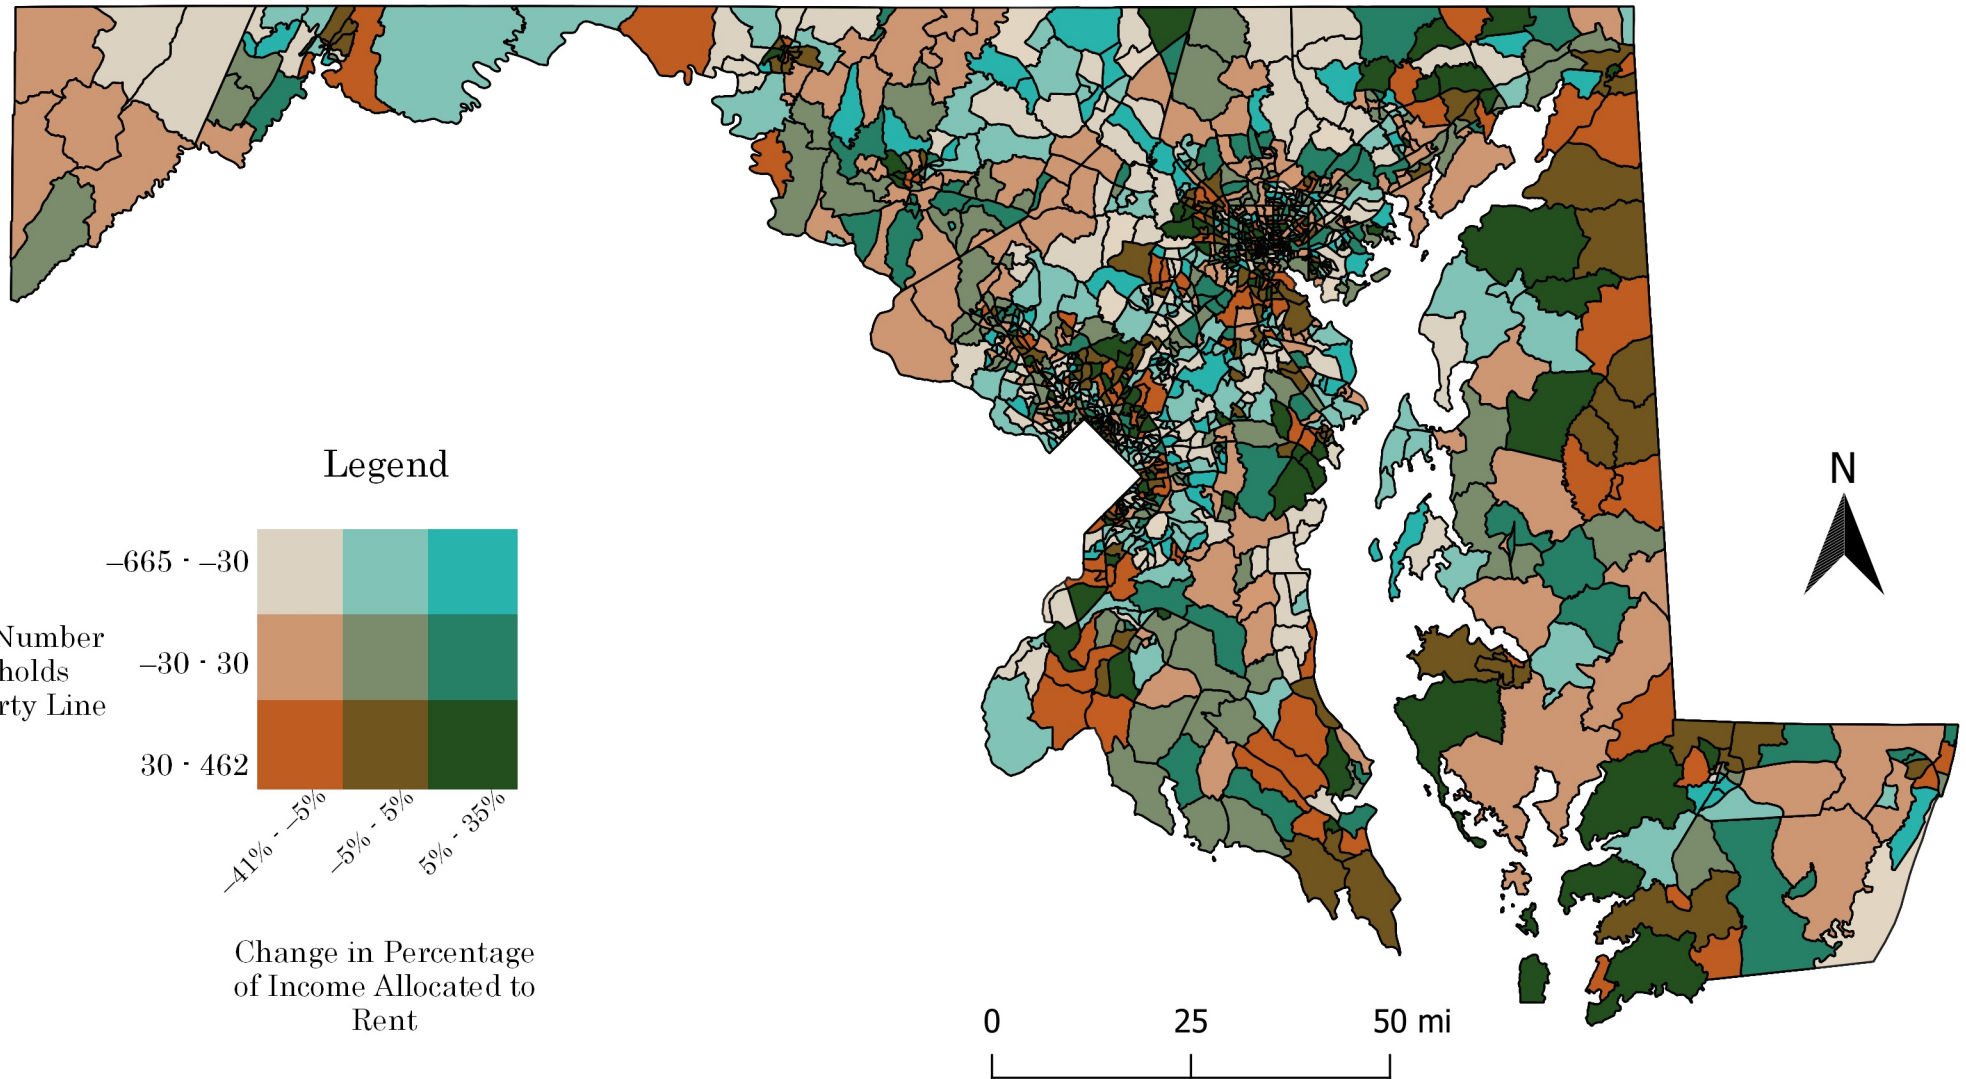 Legend
–665 - –30
Number
–30 - 30
holds
rty Line
30 - 462
–41% - –5%
–5% - 5%
5% - 35%
Change in Percentage
of Income Allocated to
Rent
N
0 25 50 mi